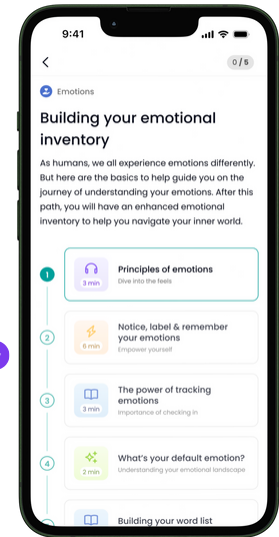 9:41
0 / 5
Emotions
Building your emotional
inventory
As humans, we all experience emotions differently.
But here are the basics to help guide you on the
journey of understanding your emotions. After this
path, you will have an enhanced emotional
inventory to help you navigate your inner world.
1
3 min
Principles of emotions
Dive into the feels
2
6 min
Notice, label & remember
your emotions
Empower yourself
3
3 min
The power of tracking
emotions
Importance of checking in
4
2 min
What's your default emotion?
Understanding your emotional landscape
Building your word list